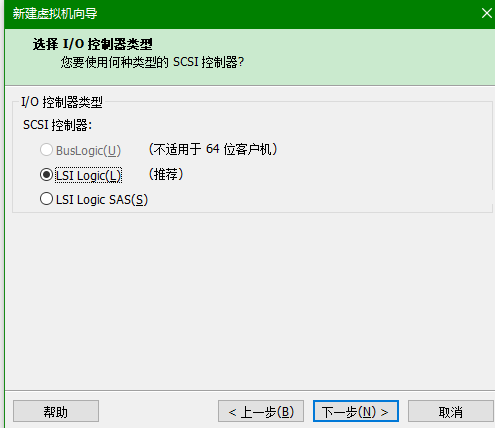 新建虚拟机向导
选择 I/O 控制器类型
您要使用何种类型的 SCSI 控制器?
I/O 控制器类型
SCSI 控制器:
BusLogic(U) (不适用于 64 位客户机)
LSI Logic(L) (推荐)
LSI Logic SAS(S)
帮助 < 上一步(B) 下一步(N) > 取消